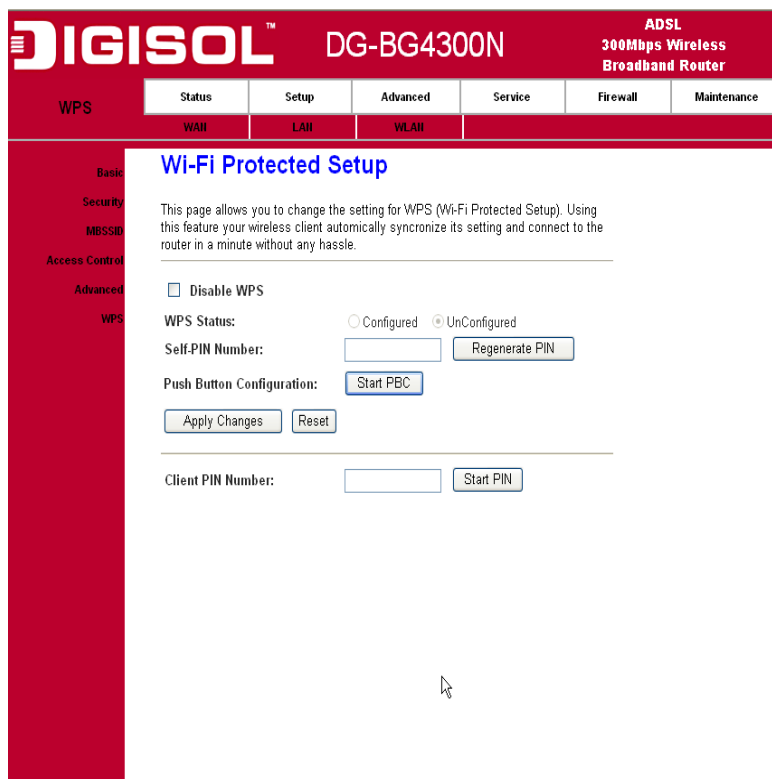 DIGISOL™ DG-BG4300N
ADSL
300Mbps Wireless
Broadband Router
WPS
Status Setup Advanced Service Firewall Maintenance
WAN LAN WLAN
Basic
Security
MBSSID
Access Control
Advanced
WPS
Wi-Fi Protected Setup
This page allows you to change the setting for WPS (Wi-Fi Protected Setup). Using
this feature your wireless client automically syncronize its setting and connect to the
router in a minute without any hassle.
Disable WPS
WPS Status: Configured UnConfigured
Self-PIN Number: Regenerate PIN
Push Button Configuration: Start PBC
Apply Changes Reset
Client PIN Number: Start PIN